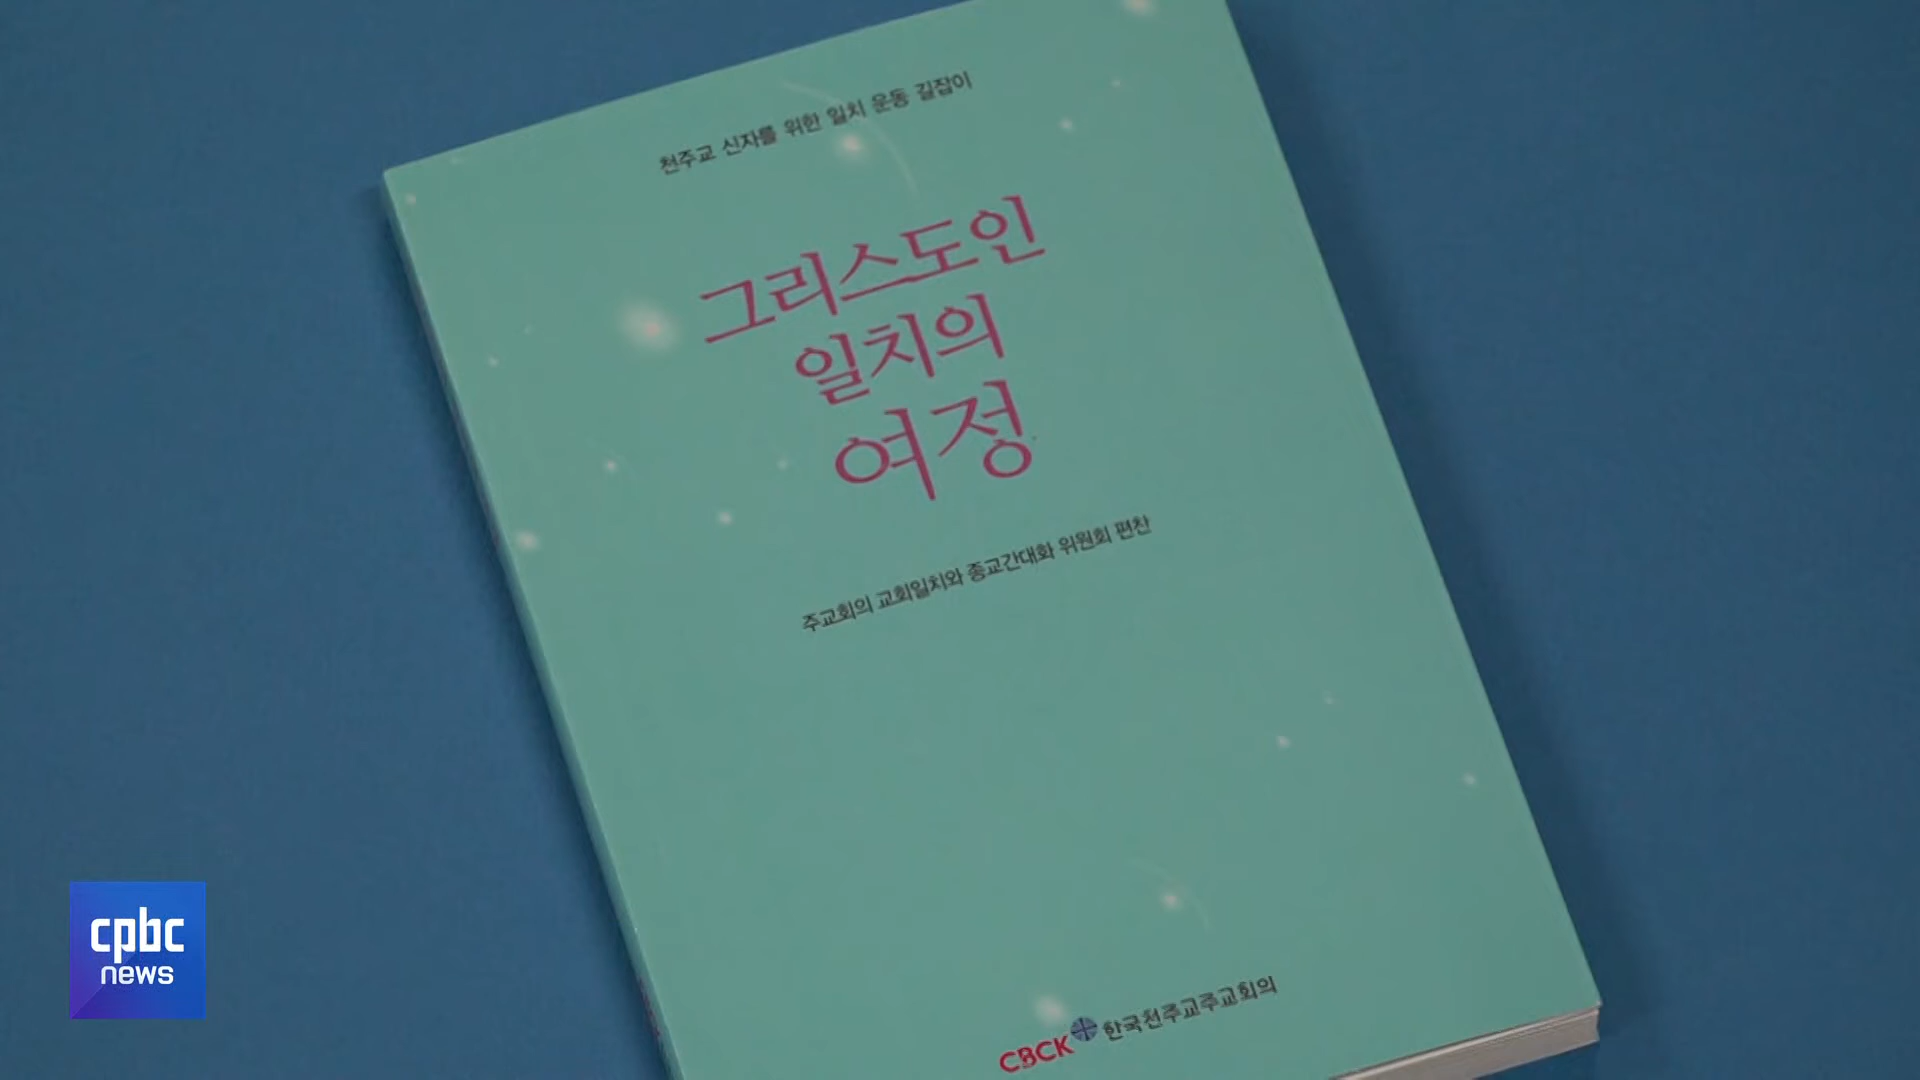 천주교 신자를 위한 일치 운동 길잡이
그리스도인
일치의
여정
주교회의 교회일치와 종교간대화 위원회 편찬
CBCK 한국천주교주교회의
cpbc
news